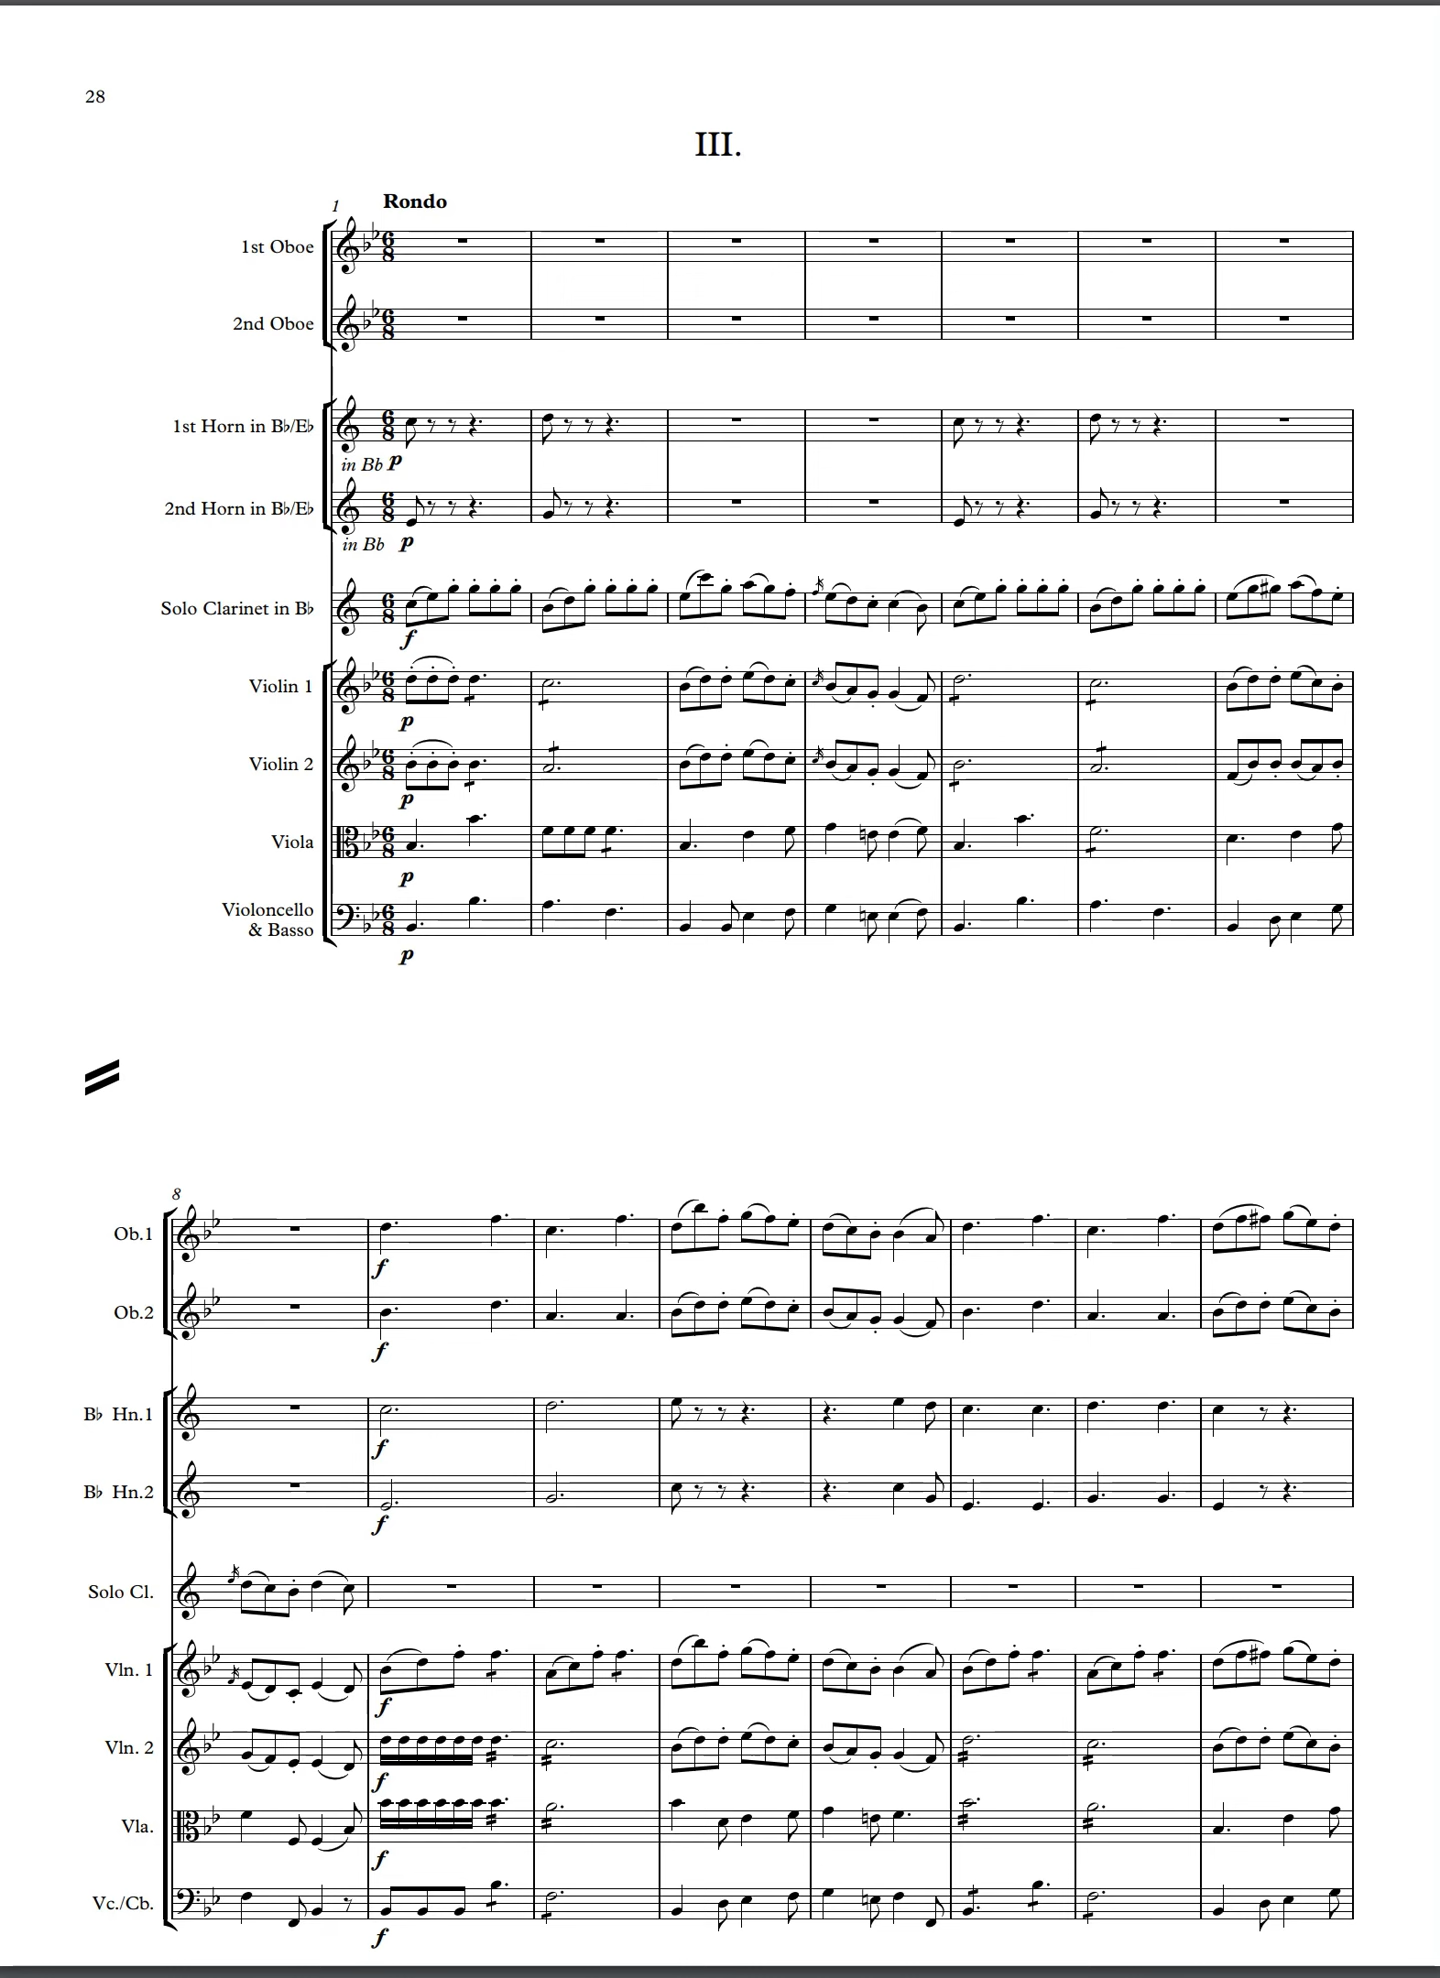 28
III.
1
Rondo
1st Oboe
2nd Oboe
1st Horn in B♭/E♭
in Bb p
2nd Horn in B♭/E♭
in Bb p
Solo Clarinet in B♭
f
Violin 1
p
Violin 2
p
Viola
p
Violoncello
& Basso
p
8
Ob.1
f
Ob.2
f
B♭ Hn.1
f
B♭ Hn.2
f
Solo Cl.
Vln. 1
f
Vln. 2
f
Vla.
f
Vc./Cb.
f